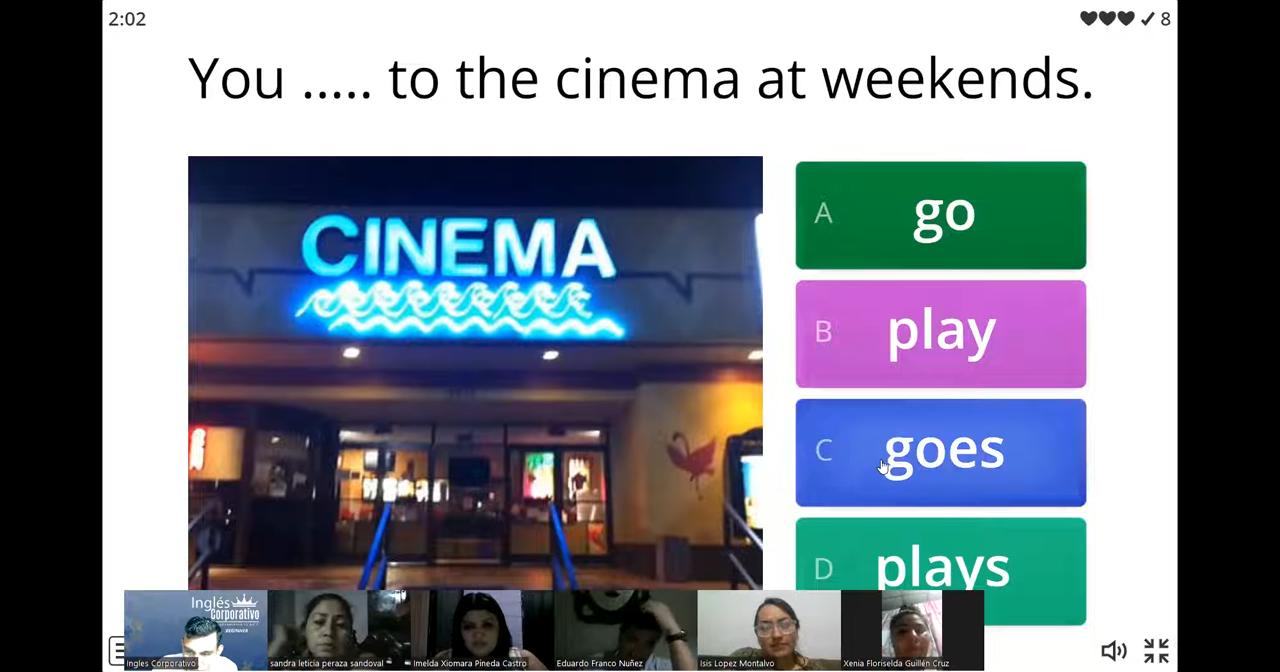 2:02
8
You ..... to the cinema at weekends.
CINEMA
A go
B play
C goes
D plays
Inglés
Corporativo
BEGINNER
Ingles Corporativo
sandra leticia peraza sandoval
Imelda Xiomara Pineda Castro
Eduardo Franco Nuñez
Isis Lopez Montalvo
Xenia Floriselda Guillén Cruz